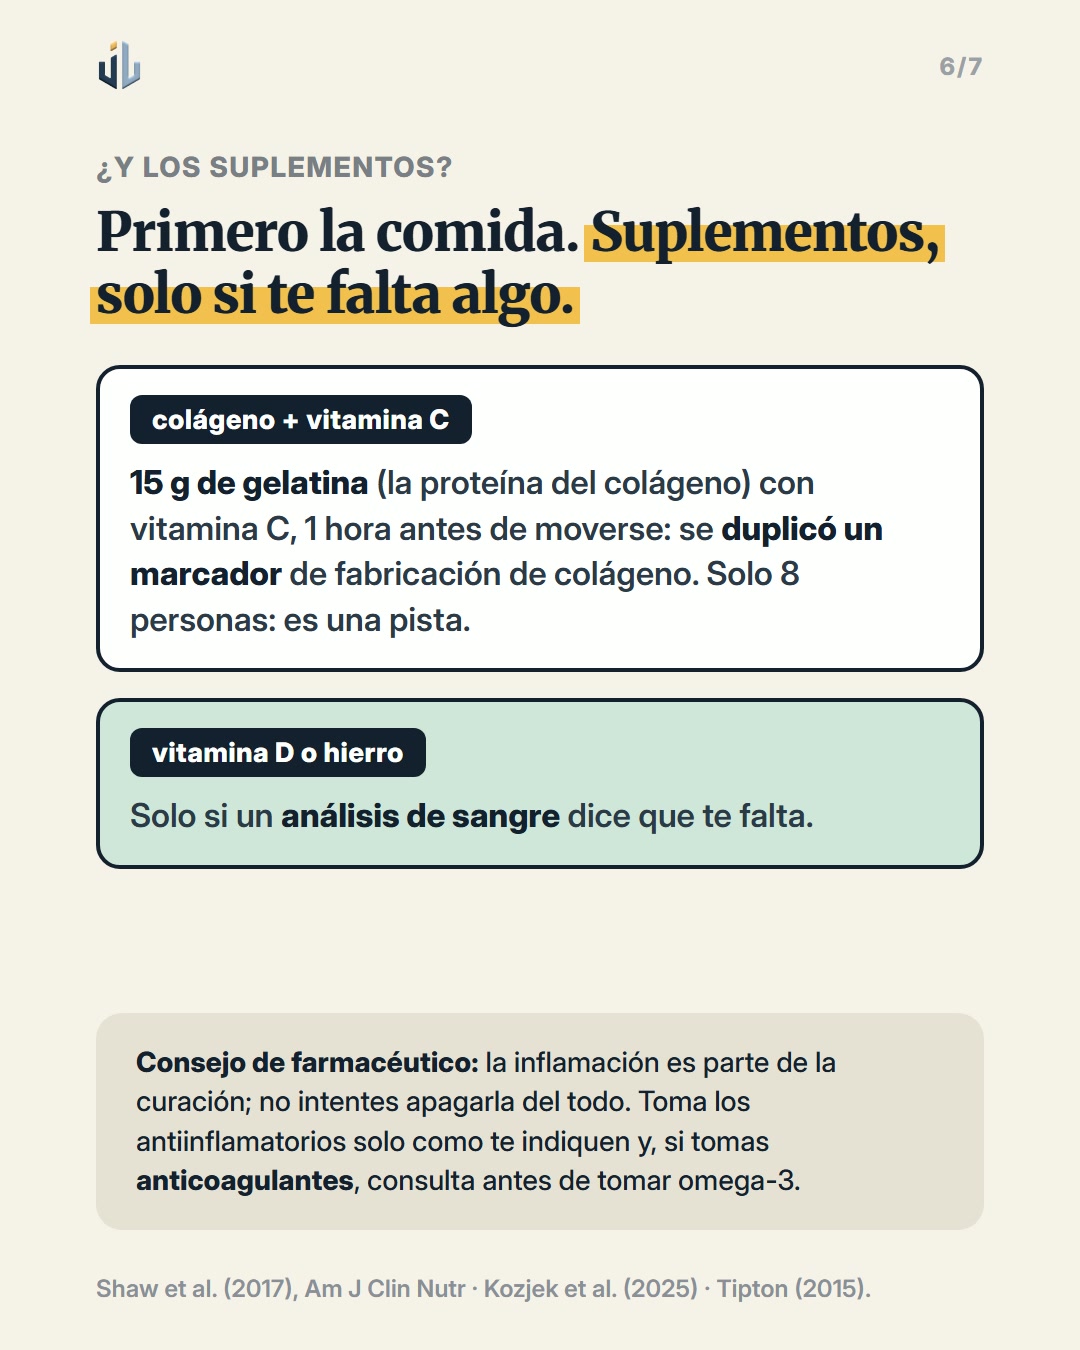 6/7
¿Y LOS SUPLEMENTOS?
Primero la comida. Suplementos,
solo si te falta algo.
colágeno + vitamina C
15 g de gelatina (la proteína del colágeno) con
vitamina C, 1 hora antes de moverse: se duplicó un
marcador de fabricación de colágeno. Solo 8
personas: es una pista.
vitamina D o hierro
Solo si un análisis de sangre dice que te falta.
Consejo de farmacéutico: la inflamación es parte de la
curación; no intentes apagarla del todo. Toma los
antiinflamatorios solo como te indiquen y, si tomas
anticoagulantes, consulta antes de tomar omega-3.
Shaw et al. (2017), Am J Clin Nutr · Kozjek et al. (2025) · Tipton (2015).